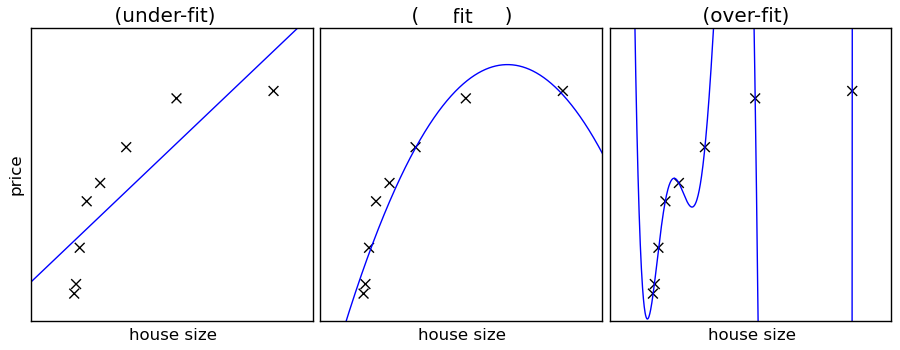 (under-fit)
( fit )
(over-fit)
price
house size
house size
house size